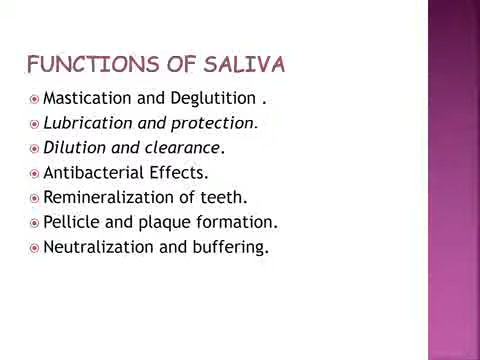 FUNCTIONS OF SALIVA
Mastication and Deglutition .
Lubrication and protection.
Dilution and clearance.
Antibacterial Effects.
Remineralization of teeth.
Pellicle and plaque formation.
Neutralization and buffering.